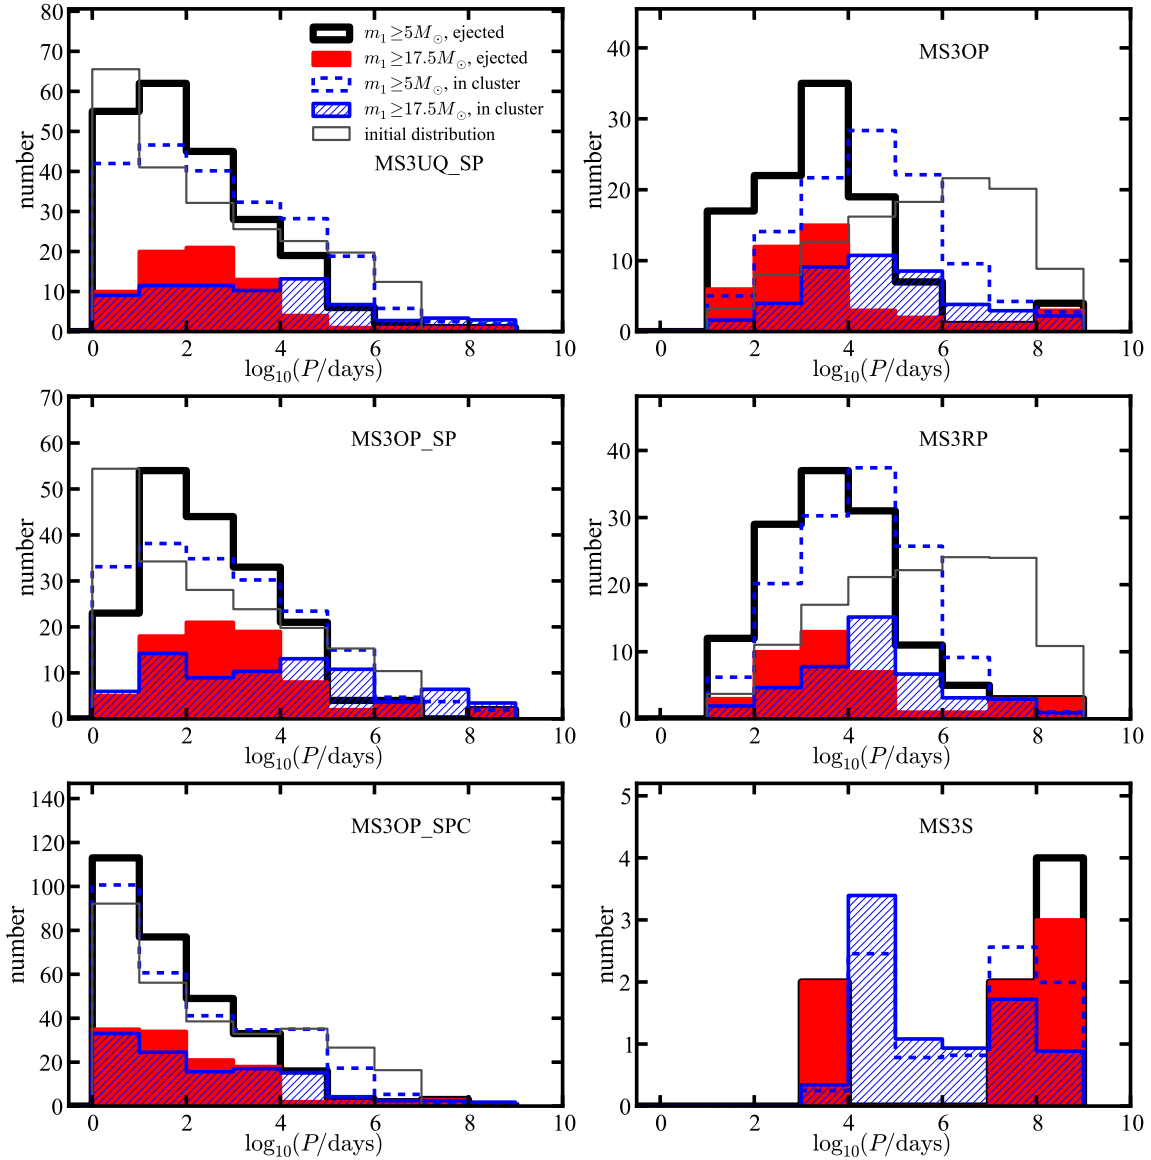 80
70
60
50
40
30
20
10
0
number
m₁≥5M⊙, ejected
m₁≥17.5M⊙, ejected
m₁≥5M⊙, in cluster
m₁≥17.5M⊙, in cluster
initial distribution
MS3UQ_SP
0 2 4 6 8 10
log₁₀(P/days)
40
30
20
10
0
number
MS3OP
0 2 4 6 8 10
log₁₀(P/days)
70
60
50
40
30
20
10
0
number
MS3OP_SP
0 2 4 6 8 10
log₁₀(P/days)
40
30
20
10
0
number
MS3RP
0 2 4 6 8 10
log₁₀(P/days)
140
120
100
80
60
40
20
0
number
MS3OP_SPC
0 2 4 6 8 10
log₁₀(P/days)
5
4
3
2
1
0
number
MS3S
0 2 4 6 8 10
log₁₀(P/days)